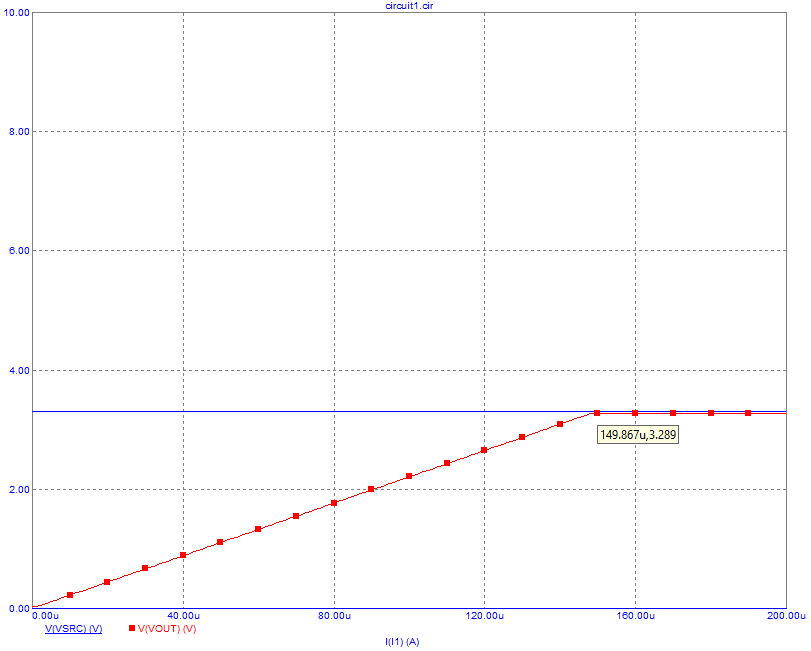 circuit1.cir
10.00
8.00
6.00
4.00
149.867u,3.289
2.00
0.00
0.00u 40.00u 80.00u 120.00u 160.00u 200.00u
V(VSRC) (V) V(VOUT) (V)
I(I1) (A)